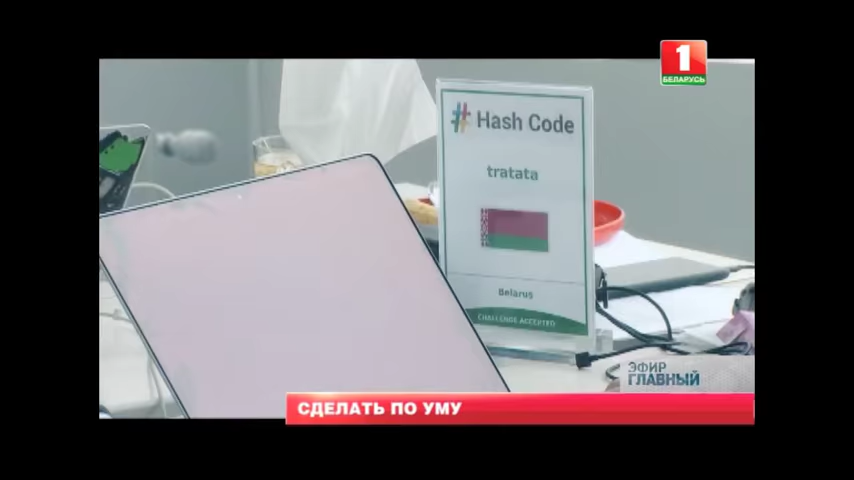 1
БЕЛАРУСЬ
# Hash Code
tratata
Belarus
CHALLENGE ACCEPTED
ЭФИР
ГЛАВНЫЙ
СДЕЛАТЬ ПО УМУ